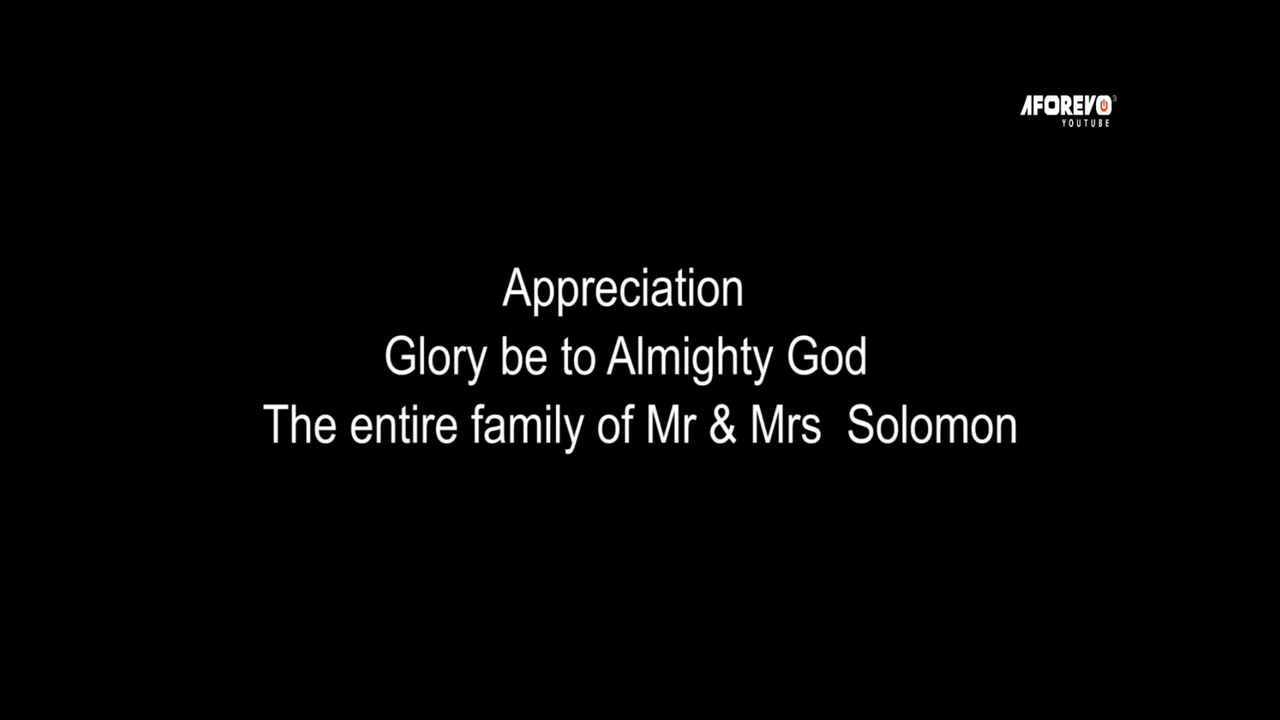 AFOREVO
YOUTUBE
Appreciation
Glory be to Almighty God
The entire family of Mr & Mrs  Solomon